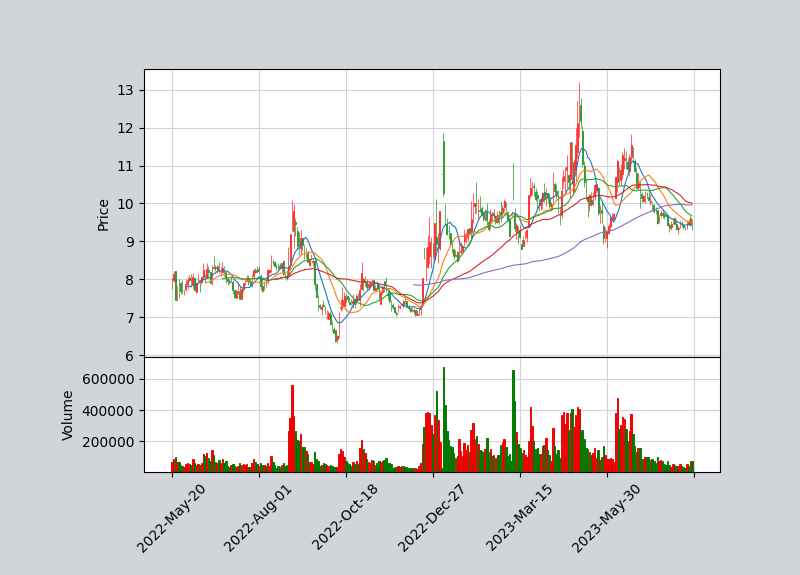 13
12
11
10
9
8
7
6
Price
600000
400000
200000
Volume
2022-May-20
2022-Aug-01
2022-Oct-18
2022-Dec-27
2023-Mar-15
2023-May-30